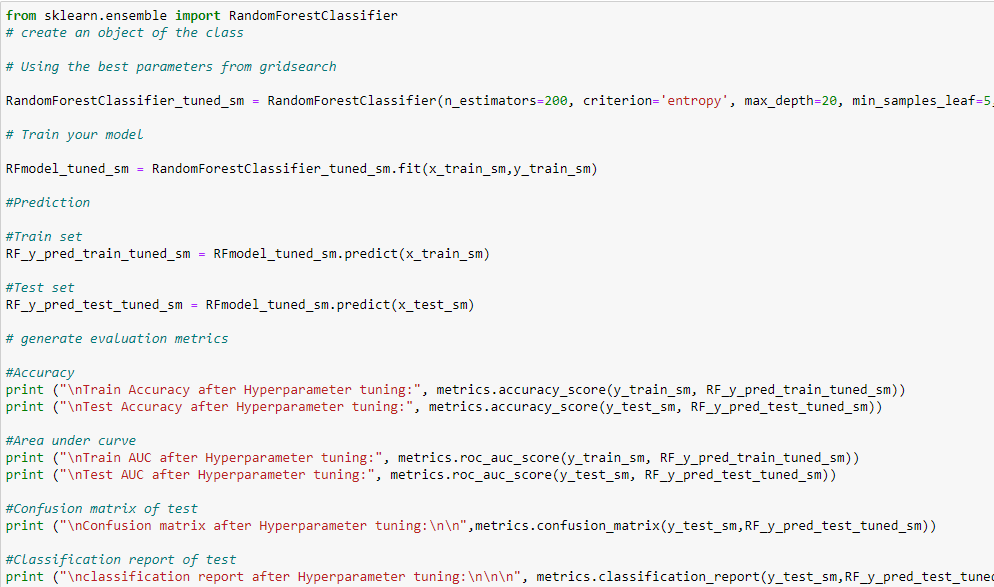 from sklearn.ensemble import RandomForestClassifier
# create an object of the class
# Using the best parameters from gridsearch
RandomForestClassifier_tuned_sm = RandomForestClassifier(n_estimators=200, criterion='entropy', max_depth=20, min_samples_leaf=5,
# Train your model
RFmodel_tuned_sm = RandomForestClassifier_tuned_sm.fit(x_train_sm,y_train_sm)
#Prediction
#Train set
RF_y_pred_train_tuned_sm = RFmodel_tuned_sm.predict(x_train_sm)
#Test set
RF_y_pred_test_tuned_sm = RFmodel_tuned_sm.predict(x_test_sm)
# generate evaluation metrics
#Accuracy
print ("\nTrain Accuracy after Hyperparameter tuning:", metrics.accuracy_score(y_train_sm, RF_y_pred_train_tuned_sm))
print ("\nTest Accuracy after Hyperparameter tuning:", metrics.accuracy_score(y_test_sm, RF_y_pred_test_tuned_sm))
#Area under curve
print ("\nTrain AUC after Hyperparameter tuning:", metrics.roc_auc_score(y_train_sm, RF_y_pred_train_tuned_sm))
print ("\nTest AUC after Hyperparameter tuning:", metrics.roc_auc_score(y_test_sm, RF_y_pred_test_tuned_sm))
#Confusion matrix of test
print ("\nConfusion matrix after Hyperparameter tuning:\n\n",metrics.confusion_matrix(y_test_sm,RF_y_pred_test_tuned_sm))
#Classification report of test
print ("\nclassification report after Hyperparameter tuning:\n\n\n", metrics.classification_report(y_test_sm,RF_y_pred_test_tune